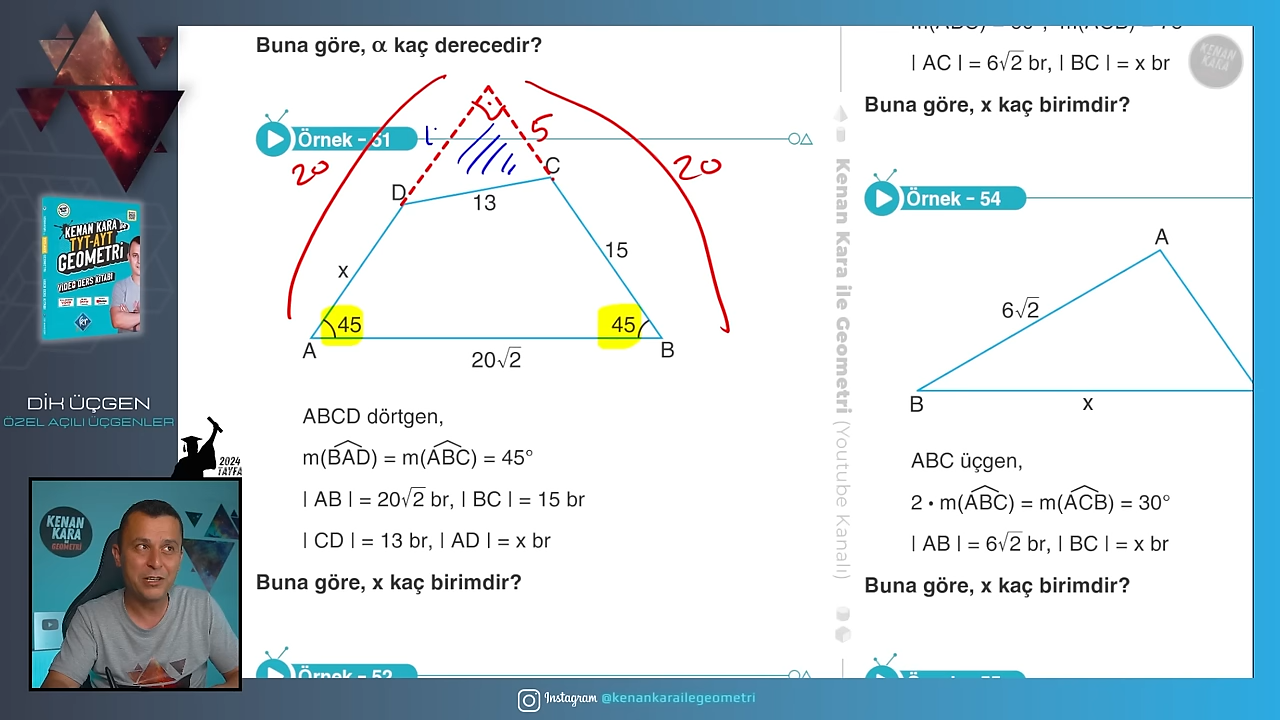 Buna göre, α kaç derecedir?
Örnek - 51
20
5
20
D
C
13
15
x
45
45
A
B
20√2
ABCD dörtgen,
m(BAD) = m(ABC) = 45°
| AB | = 20√2 br, | BC | = 15 br
| CD | = 13 br, | AD | = x br
Buna göre, x kaç birimdir?
Örnek - 52
Kenan Kara ile Geometri (Youtube Kanalı)
| AC | = 6√2 br, | BC | = x br
Buna göre, x kaç birimdir?
KENAN
KARA
Örnek - 54
A
6√2
B
x
ABC üçgen,
2 • m(ABC) = m(ACB) = 30°
| AB | = 6√2 br, | BC | = x br
Buna göre, x kaç birimdir?
KENAN KARA ile
TYT-AYT
GEOMETRİ
VİDEO DERS KİTABI
DİK ÜÇGEN
ÖZEL AÇILI ÜÇGENLER
2024
TAYFA
KENAN
KARA
GEOMETRİ
Instagram @kenankarailegeometri